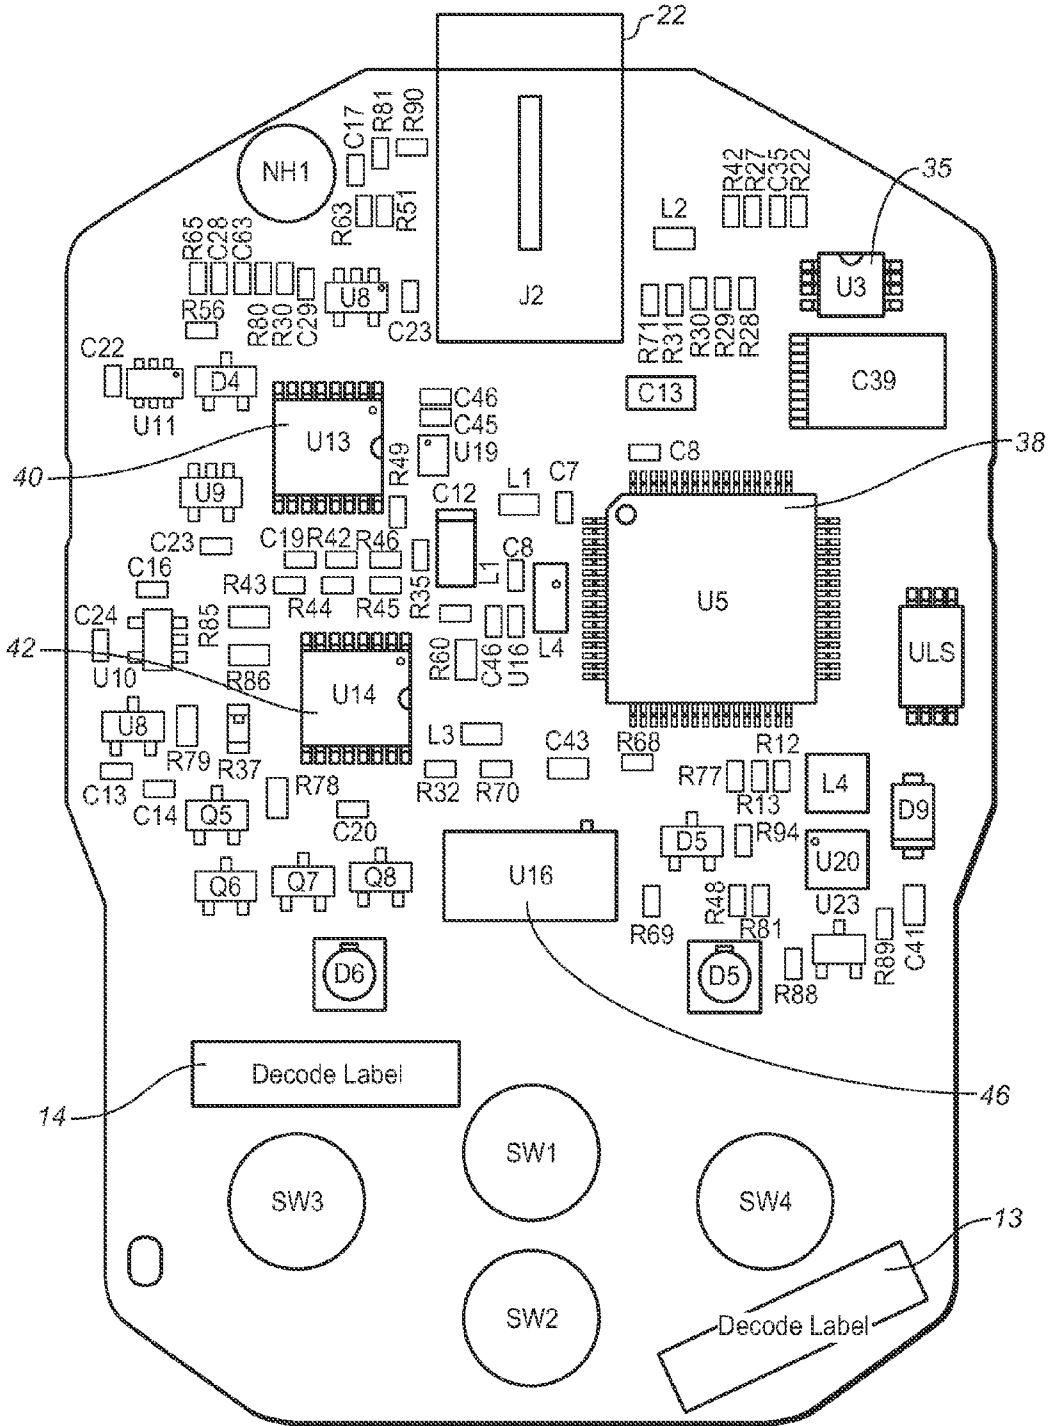 22
R81
R90
C17
NH1
R42
R27
C35
R22
35
R63
R51
L2
R65
C28
C63
U8
J2
U3
R56
R80
R30
C29
C23
R71
R31
R30
R29
R28
C22
D4
C13
C39
U11
C46
C45
U13
U19
38
40
R49
C8
U9
C12
L1
C7
C23
C19
R42
R46
C8
C16
R43
R44
R45
R35
L1
U5
C24
R85
42
U10
R86
R60
C46
U16
L4
ULS
U14
U8
L3
R79
R37
C43
R68
R12
C13
C14
R78
R32
R70
R77
R13
L4
Q5
C20
D5
R94
D9
U20
Q6
Q7
Q8
U16
R48
U23
R69
R81
R89
C41
D6
D5
R88
Decode Label
46
14
SW1
SW3
SW4
13
SW2
Decode Label